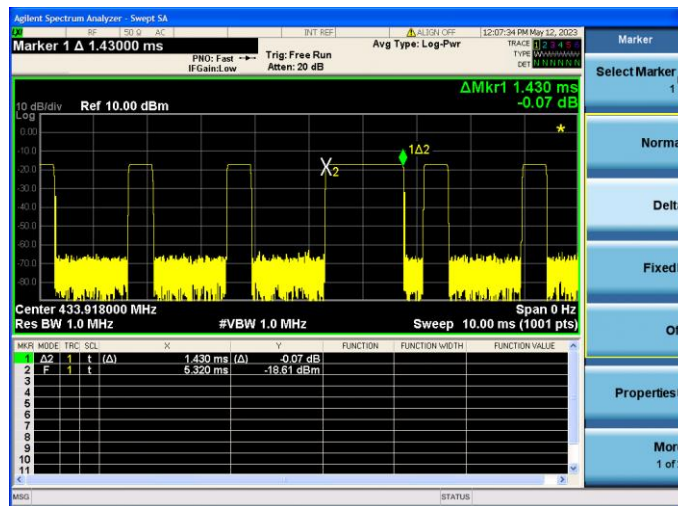 Agilent Spectrum Analyzer - Swept SA
RF 50 Ω AC INT REF ALIGN OFF 12:07:34 PM May 12, 2023
Marker 1 Δ 1.43000 ms
PNO: Fast
IFGain:Low
Trig: Free Run
Atten: 20 dB
Avg Type: Log-Pwr
TRACE 1 2 3 4 5 6
TYPE
DET N N N N N N
ΔMkr1 1.430 ms
-0.07 dB
10 dB/div Ref 10.00 dBm
Log
0.00
-10.0
-20.0
-30.0
-40.0
-50.0
-60.0
-70.0
-80.0
1Δ2
X2
Center 433.918000 MHz
Span 0 Hz
Res BW 1.0 MHz
#VBW 1.0 MHz
Sweep 10.00 ms (1001 pts)
MKR MODE TRC SCL X Y FUNCTION FUNCTION WIDTH FUNCTION VALUE
1 Δ2 1 t (Δ) 1.430 ms (Δ) -0.07 dB
2 F 1 t 5.320 ms -18.61 dBm
3
4
5
6
7
8
9
10
11
MSG STATUS
Marker
Select Marker
1
Norma
Delt
Fixed
Of
Properties
Mor
1 of